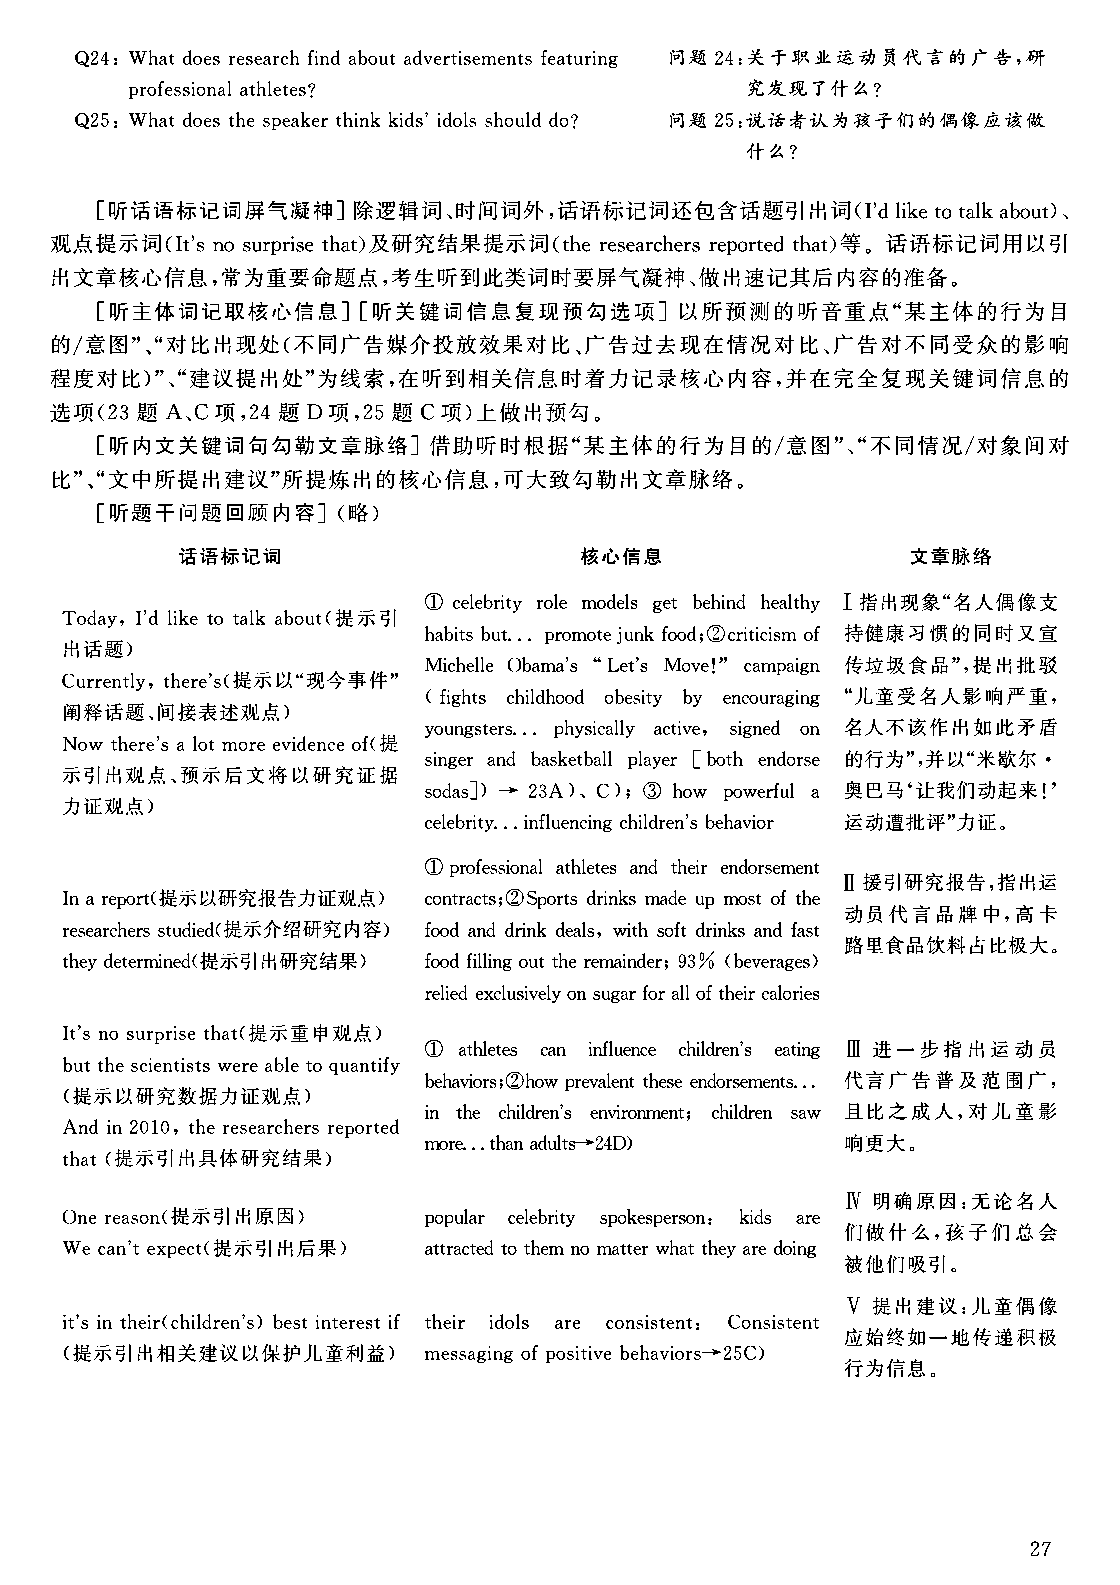 Q24: What does research find about advertisements featuring
professional athletes?
问题 24:关于职业运动员代言的广告,研
究发现了什么?
Q25: What does the speaker think kids' idols should do?
问题 25:说话者认为孩子们的偶像应该做
什么?
[听话语标记词屏气凝神] 除逻辑词、时间词外,话语标记词还包含话题引出词(I'd like to talk about)、
观点提示词(It's no surprise that)及研究结果提示词(the researchers reported that)等。话语标记词用以引
出文章核心信息,常为重要命题点,考生听到此类词时要屏气凝神、做出速记其后内容的准备。
[听主体词记取核心信息][听关键词信息复现预勾选项] 以所预测的听音重点“某主体的行为目
的/意图”、“对比出现处(不同广告媒介投放效果对比、广告过去现在情况对比、广告对不同受众的影响
程度对比)”、“建议提出处”为线索,在听到相关信息时着力记录核心内容,并在完全复现关键词信息的
选项(23 题 A、C 项,24 题 D 项,25 题 C 项)上做出预勾。
[听内文关键词句勾勒文章脉络] 借助听时根据“某主体的行为目的/意图”、“不同情况/对象间对
比”、“文中所提出建议”所提炼出的核心信息,可大致勾勒出文章脉络。
[听题干问题回顾内容](略)
话语标记词 核心信息 文章脉络
Today, I'd like to talk about(提示引
出话题)
Currently, there's(提示以“现今事件”
阐释话题、间接表述观点)
Now there's a lot more evidence of(提
示引出观点、预示后文将以研究证据
力证观点)
① celebrity role models get behind healthy
habits but... promote junk food;②criticism of
Michelle Obama's “Let's Move!” campaign
(fights childhood obesity by encouraging
youngsters... physically active, signed on
singer and basketball player [both endorse
sodas]) → 23A)、C); ③ how powerful a
celebrity...influencing children's behavior
Ⅰ 指出现象“名人偶像支
持健康习惯的同时又宣
传垃圾食品”,提出批驳
“儿童受名人影响严重,
名人不该作出如此矛盾
的行为”,并以“米歇尔·
奥巴马‘让我们动起来!’
运动遭批评”力证。
In a report(提示以研究报告力证观点)
researchers studied(提示介绍研究内容)
they determined(提示引出研究结果)
① professional athletes and their endorsement
contracts;②Sports drinks made up most of the
food and drink deals, with soft drinks and fast
food filling out the remainder; 93% (beverages)
relied exclusively on sugar for all of their calories
Ⅱ 援引研究报告,指出运
动员代言品牌中,高卡
路里食品饮料占比极大。
It's no surprise that(提示重申观点)
but the scientists were able to quantify
(提示以研究数据力证观点)
And in 2010, the researchers reported
that (提示引出具体研究结果)
① athletes can influence children's eating
behaviors;②how prevalent these endorsements...
in the children's environment; children saw
more...than adults→24D)
Ⅲ 进一步指出运动员
代言广告普及范围广,
且比之成人,对儿童影
响更大。
One reason(提示引出原因)
We can't expect(提示引出后果)
popular celebrity spokesperson: kids are
attracted to them no matter what they are doing
Ⅳ 明确原因:无论名人
们做什么,孩子们总会
被他们吸引。
it's in their(children's) best interest if
(提示引出相关建议以保护儿童利益)
their idols are consistent: Consistent
messaging of positive behaviors→25C)
Ⅴ 提出建议:儿童偶像
应始终如一地传递积极
行为信息。
27